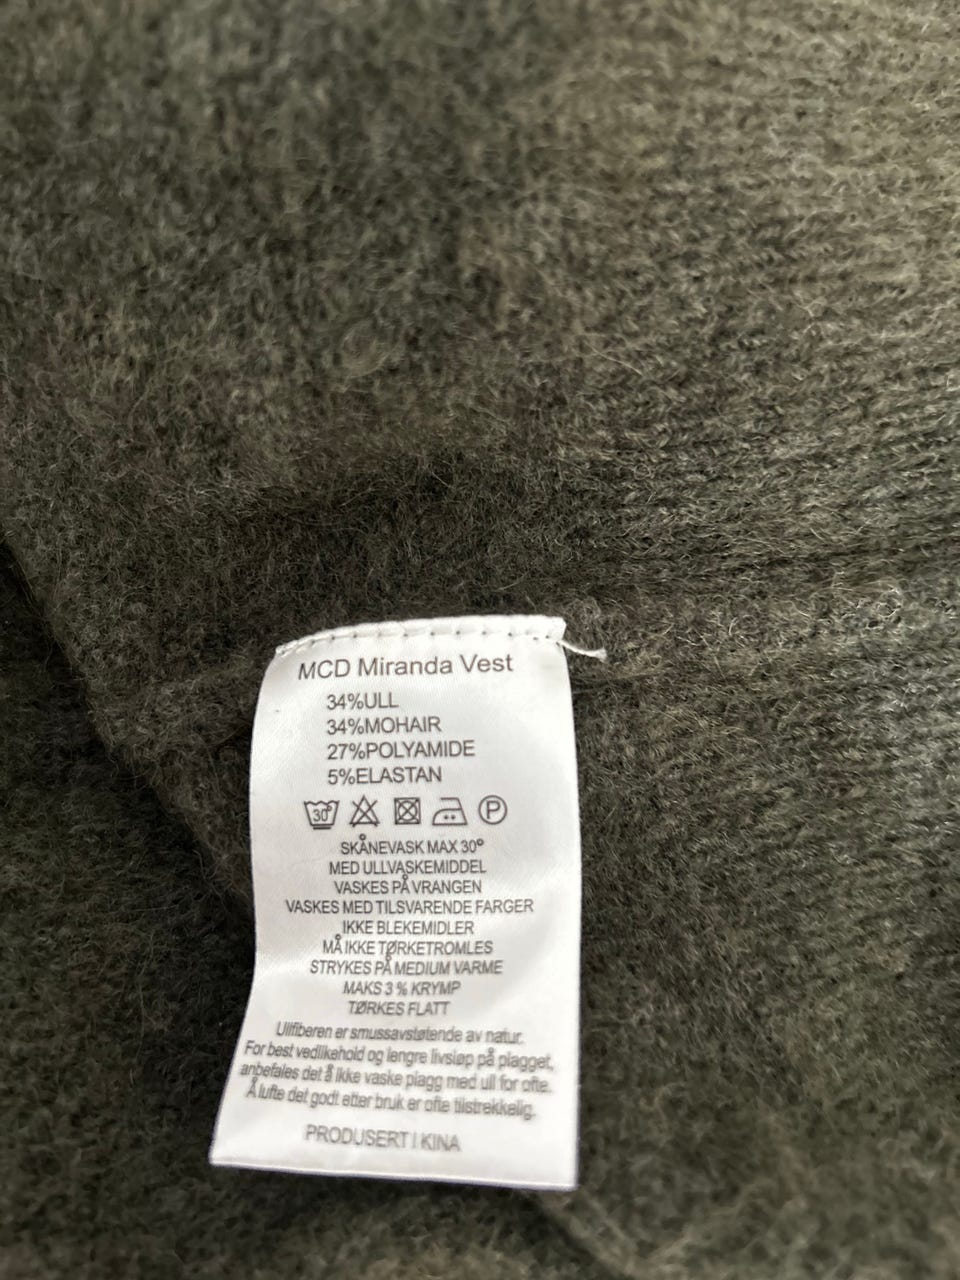 MCD Miranda Vest
34%ULL
34%MOHAIR
27%POLYAMIDE
5%ELASTAN
30° P
SKÅNEVASK MAX 30°
MED ULLVASKEMIDDEL
VASKES PÅ VRANGEN
VASKES MED TILSVARENDE FARGER
IKKE BLEKEMIDLER
MÅ IKKE TØRKETROMLES
STRYKES PÅ MEDIUM VARME
MAKS 3 % KRYMP
TØRKES FLATT
Ullfiberen er smussavstøtende av natur.
For best vedlikehold og lengre livsløp på plagget,
anbefales det å ikke vaske plagg med ull for ofte.
Å lufte det godt etter bruk er ofte tilstrekkelig.
PRODUSERT I KINA